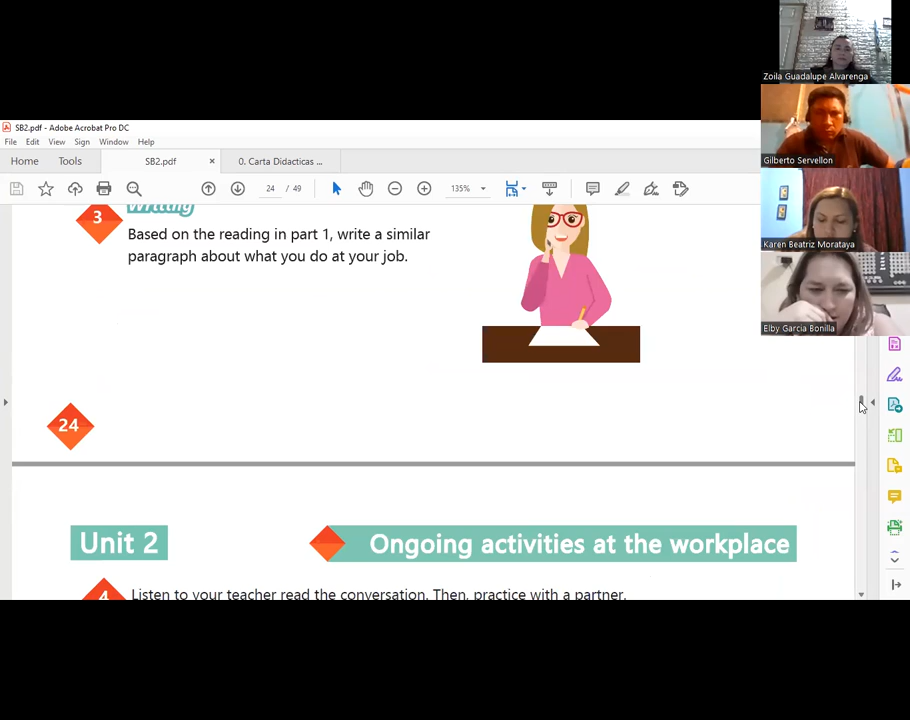 Zoila Guadalupe Alvarenga
SB2.pdf - Adobe Acrobat Pro DC
File Edit View Sign Window Help
Home Tools SB2.pdf × 0. Carta Didacticas ...
24 / 49 135%
Gilberto Servellon
Karen Beatriz Morataya
Elby Garcia Bonilla
3 Writing
Based on the reading in part 1, write a similar
paragraph about what you do at your job.
24
Unit 2 Ongoing activities at the workplace
4 Listen to your teacher read the conversation. Then, practice with a partner.